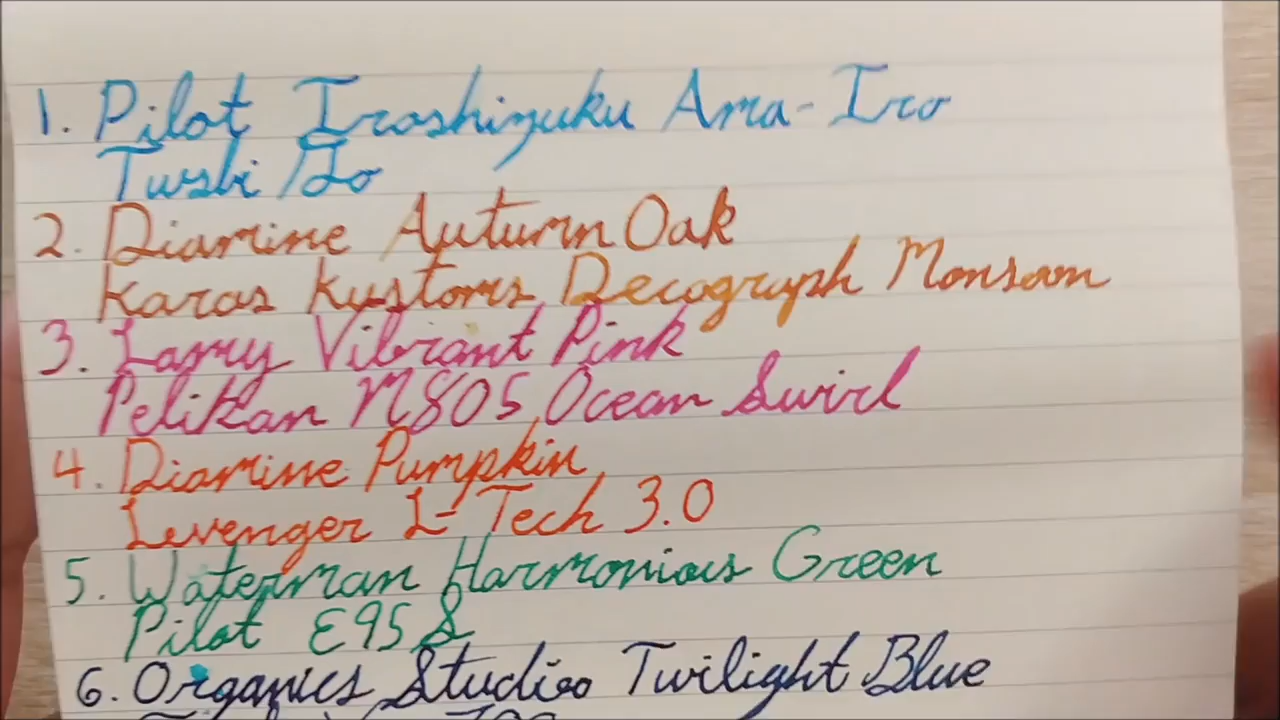 1. Pilot Iroshizuku Ama-Iro
Twsbi Go
2. Diamine Autumn Oak
Karas Kustoms Decograph Monsoon
3. Lamy Vibrant Pink
Pelikan M805 Ocean Swirl
4. Diamine Pumpkin
Levenger L-Tech 3.0
5. Waterman Harmonious Green
Pilot E95S
6. Organics Studios Twilight Blue